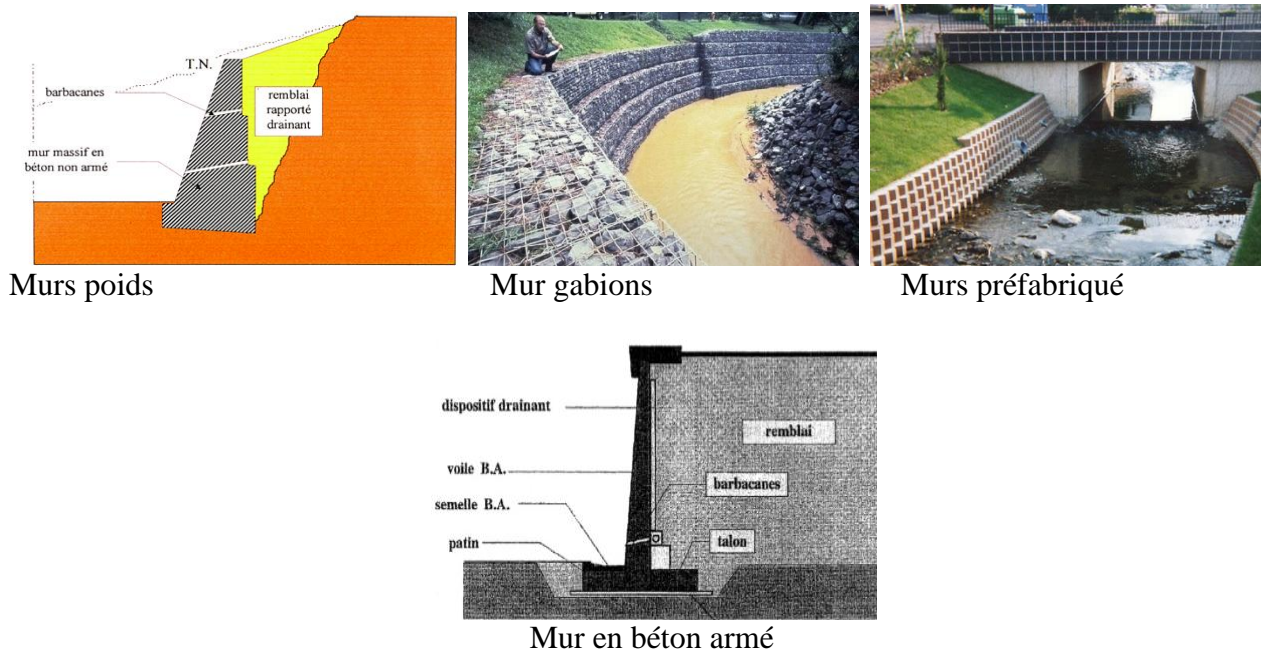 T.N.
barbacanes
remblai
rapporté
drainant
mur massif en
béton non armé
Murs poids
Mur gabions
Murs préfabriqué
dispositif drainant
remblai
voile B.A.
barbacanes
semelle B.A.
patin
talon
Mur en béton armé